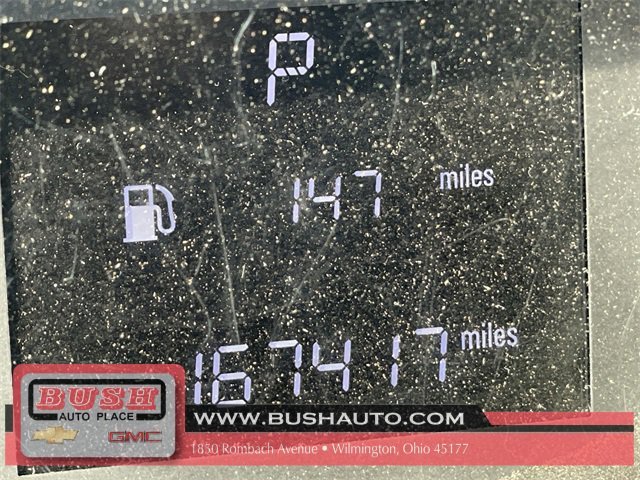 P
147 miles
167417 miles
BUSH
AUTO PLACE
GMC
WWW.BUSHAUTO.COM
1850 Rombach Avenue • Wilmington, Ohio 45177